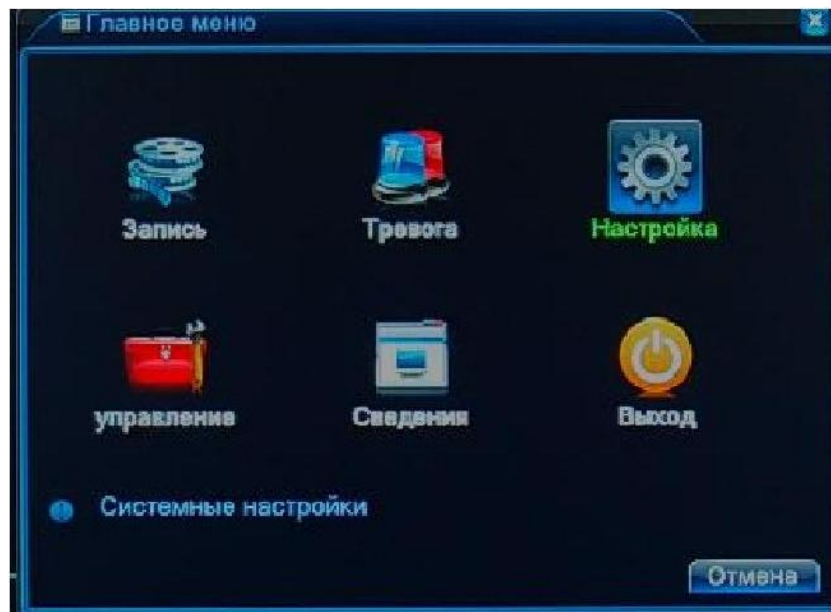 Главное меню
Запись
Тревога
Настройка
управление
Сведения
Выход
Системные настройки
Отмена